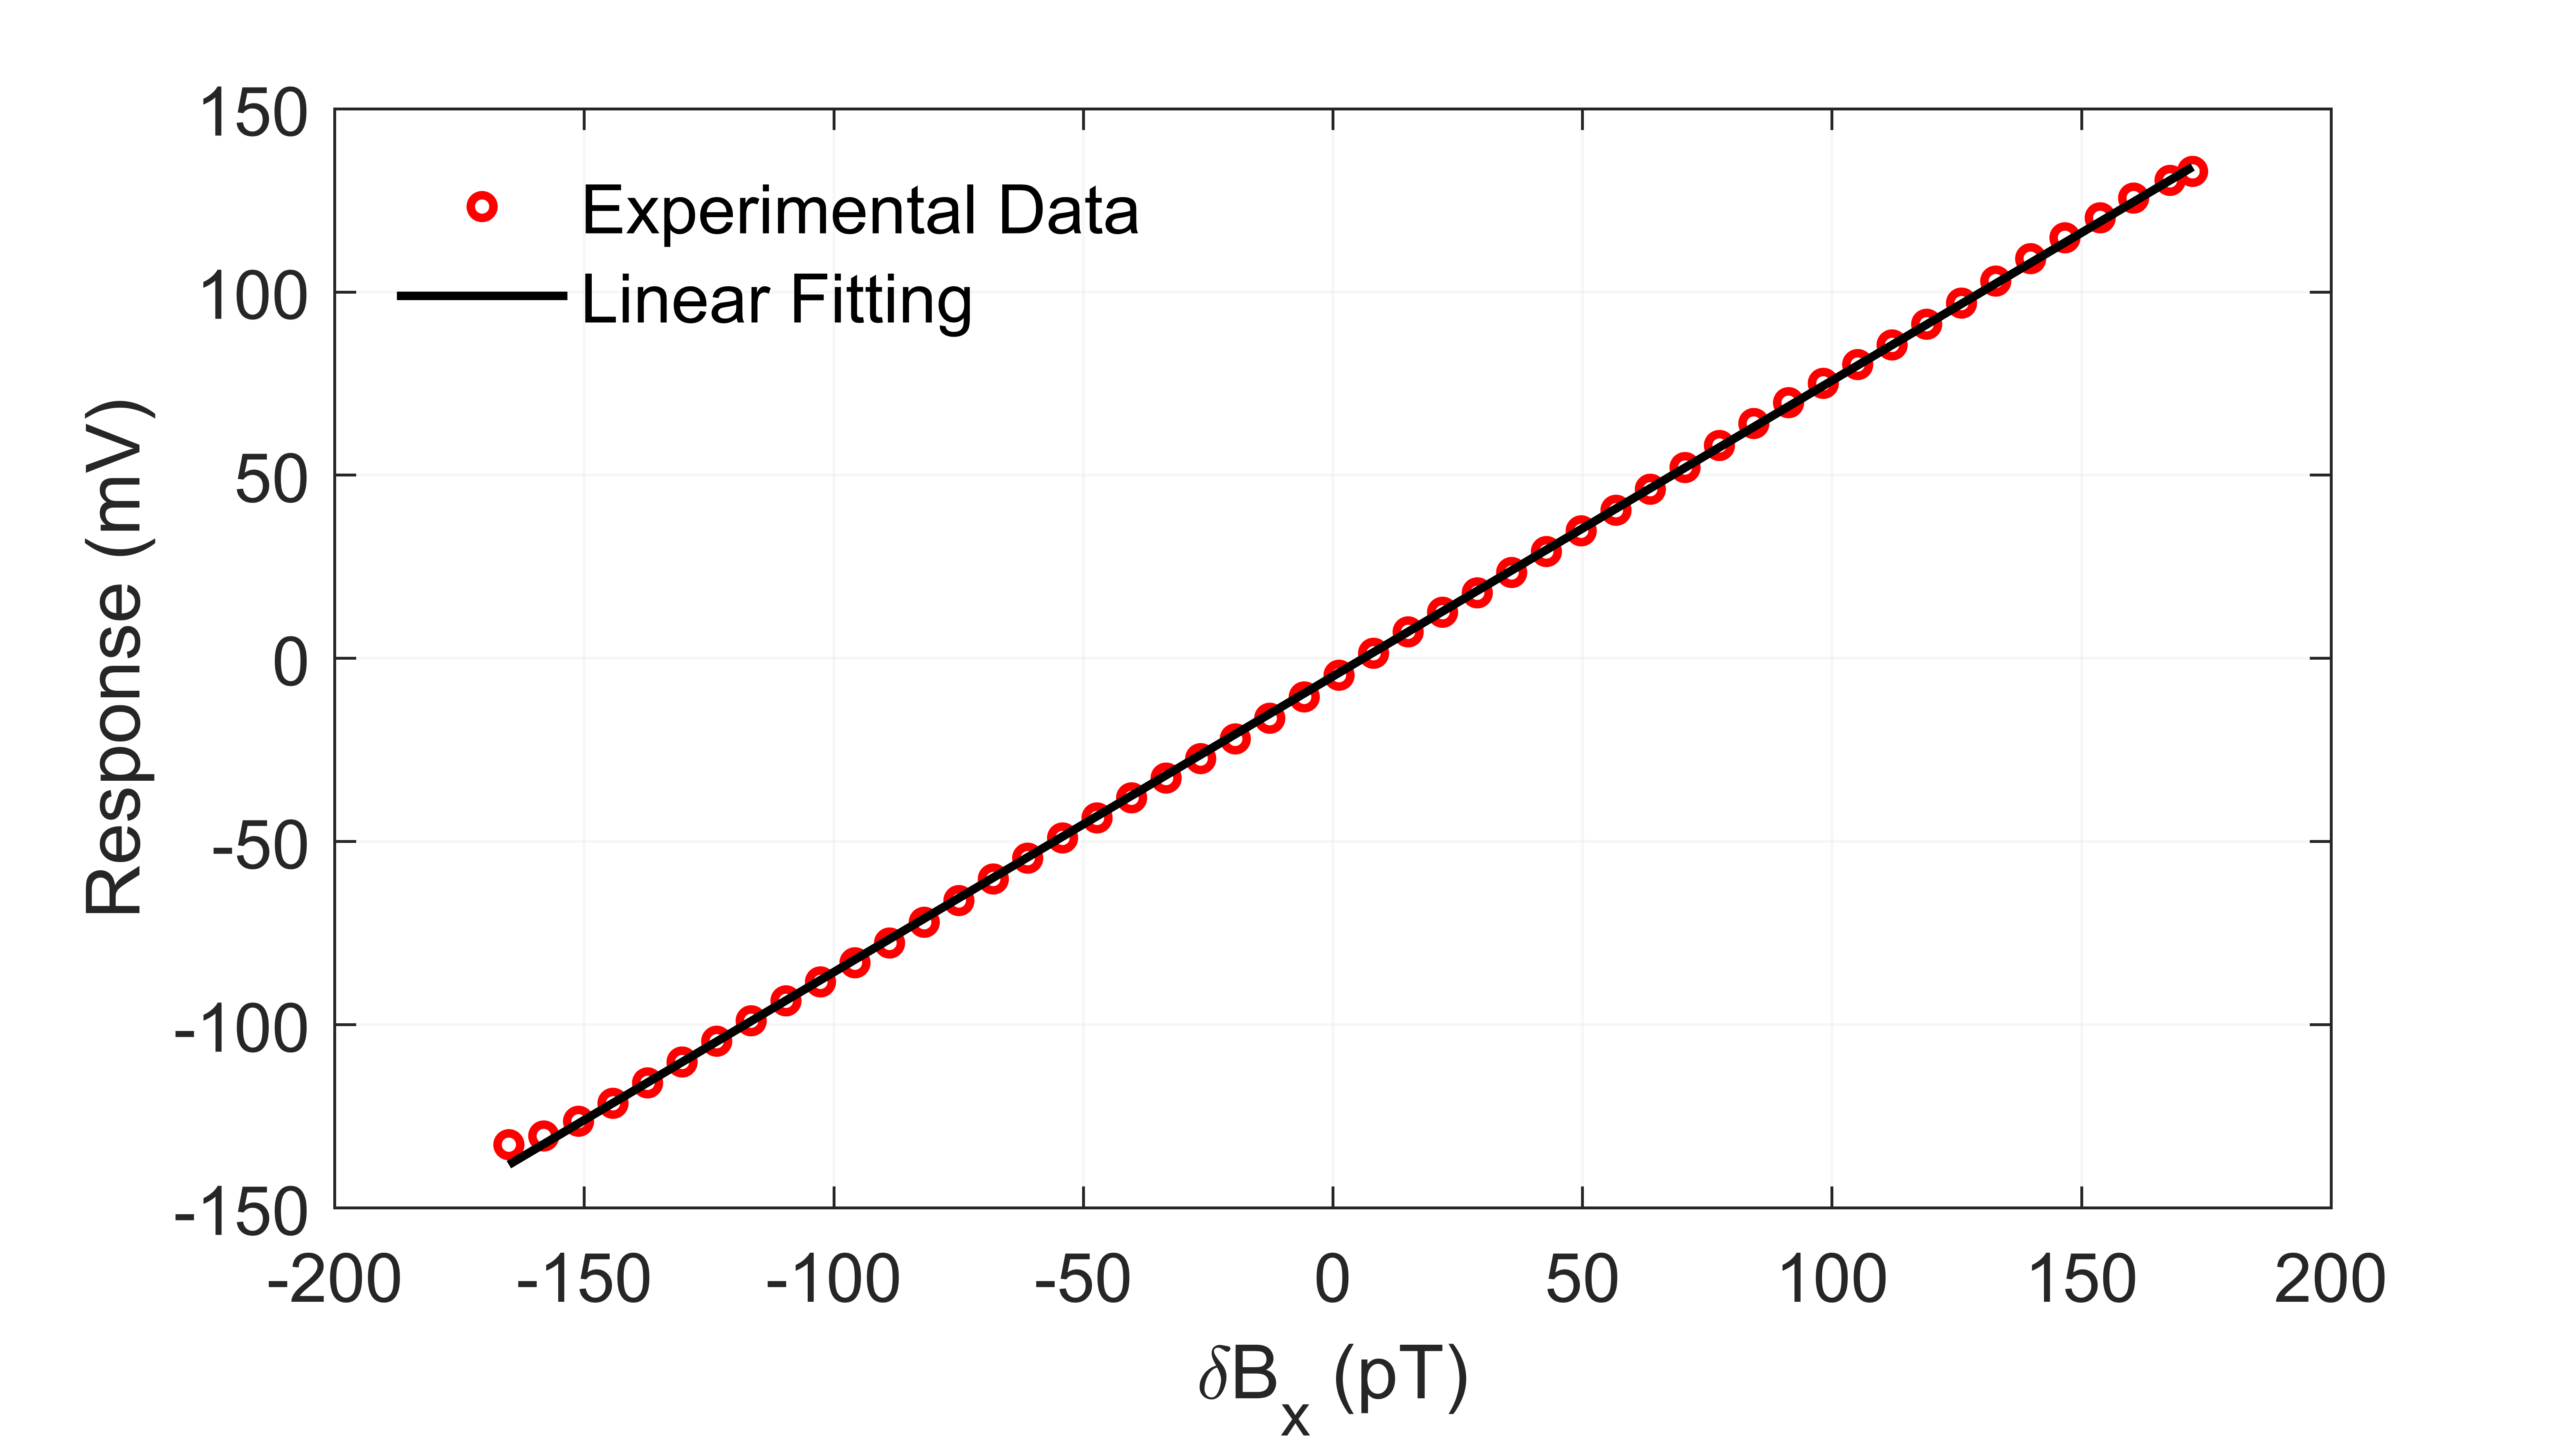 150
100
50
0
-50
-100
-150
Response (mV)
Experimental Data
Linear Fitting
-200 -150 -100 -50 0 50 100 150 200
δBx (pT)